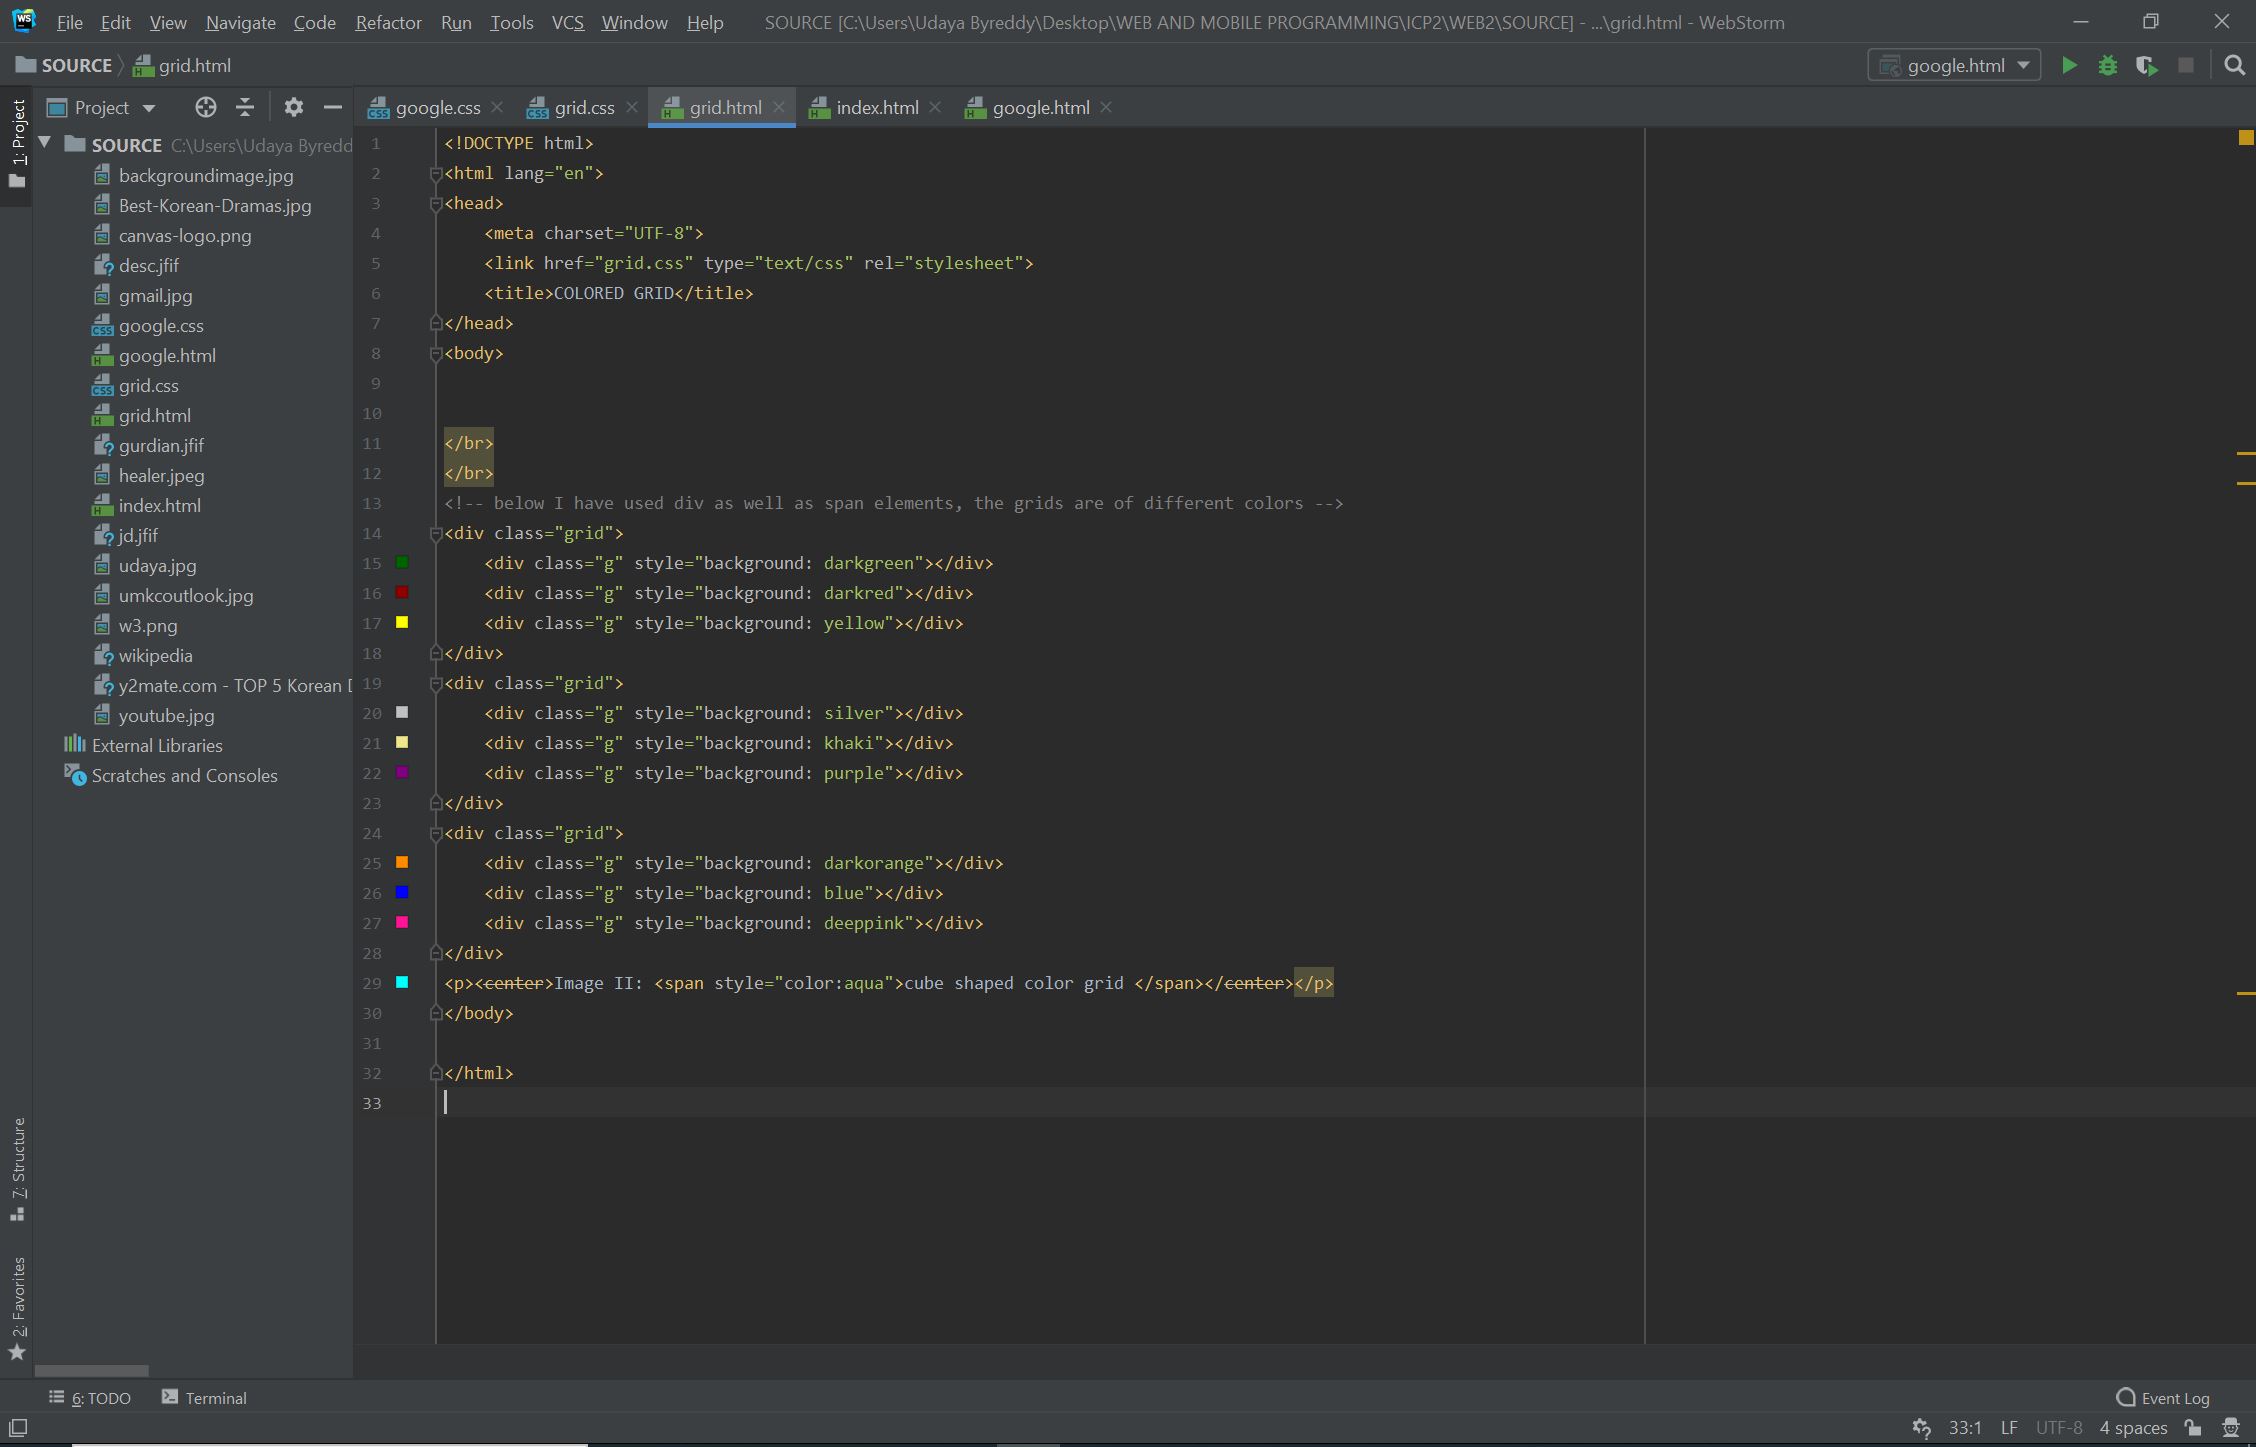 WS File Edit View Navigate Code Refactor Run Tools VCS Window Help SOURCE [C:\Users\Udaya Byreddy\Desktop\WEB AND MOBILE PROGRAMMING\ICP2\WEB2\SOURCE] - ...\grid.html - WebStorm
SOURCE grid.html google.html
1: Project
Project
google.css grid.css grid.html index.html google.html
SOURCE C:\Users\Udaya Byredd
backgroundimage.jpg
Best-Korean-Dramas.jpg
canvas-logo.png
desc.jfif
gmail.jpg
google.css
google.html
grid.css
grid.html
gurdian.jfif
healer.jpeg
index.html
jd.jfif
udaya.jpg
umkcoutlook.jpg
w3.png
wikipedia
y2mate.com - TOP 5 Korean D
youtube.jpg
External Libraries
Scratches and Consoles
1 <!DOCTYPE html>
2 <html lang="en">
3 <head>
4 <meta charset="UTF-8">
5 <link href="grid.css" type="text/css" rel="stylesheet">
6 <title>COLORED GRID</title>
7 </head>
8 <body>
9
10
11 </br>
12 </br>
13 <!-- below I have used div as well as span elements, the grids are of different colors -->
14 <div class="grid">
15 <div class="g" style="background: darkgreen"></div>
16 <div class="g" style="background: darkred"></div>
17 <div class="g" style="background: yellow"></div>
18 </div>
19 <div class="grid">
20 <div class="g" style="background: silver"></div>
21 <div class="g" style="background: khaki"></div>
22 <div class="g" style="background: purple"></div>
23 </div>
24 <div class="grid">
25 <div class="g" style="background: darkorange"></div>
26 <div class="g" style="background: blue"></div>
27 <div class="g" style="background: deeppink"></div>
28 </div>
29 <p><center>Image II: <span style="color:aqua">cube shaped color grid </span></center></p>
30 </body>
31
32 </html>
33
7: Structure
2: Favorites
6: TODO Terminal Event Log
33:1 LF UTF-8 4 spaces